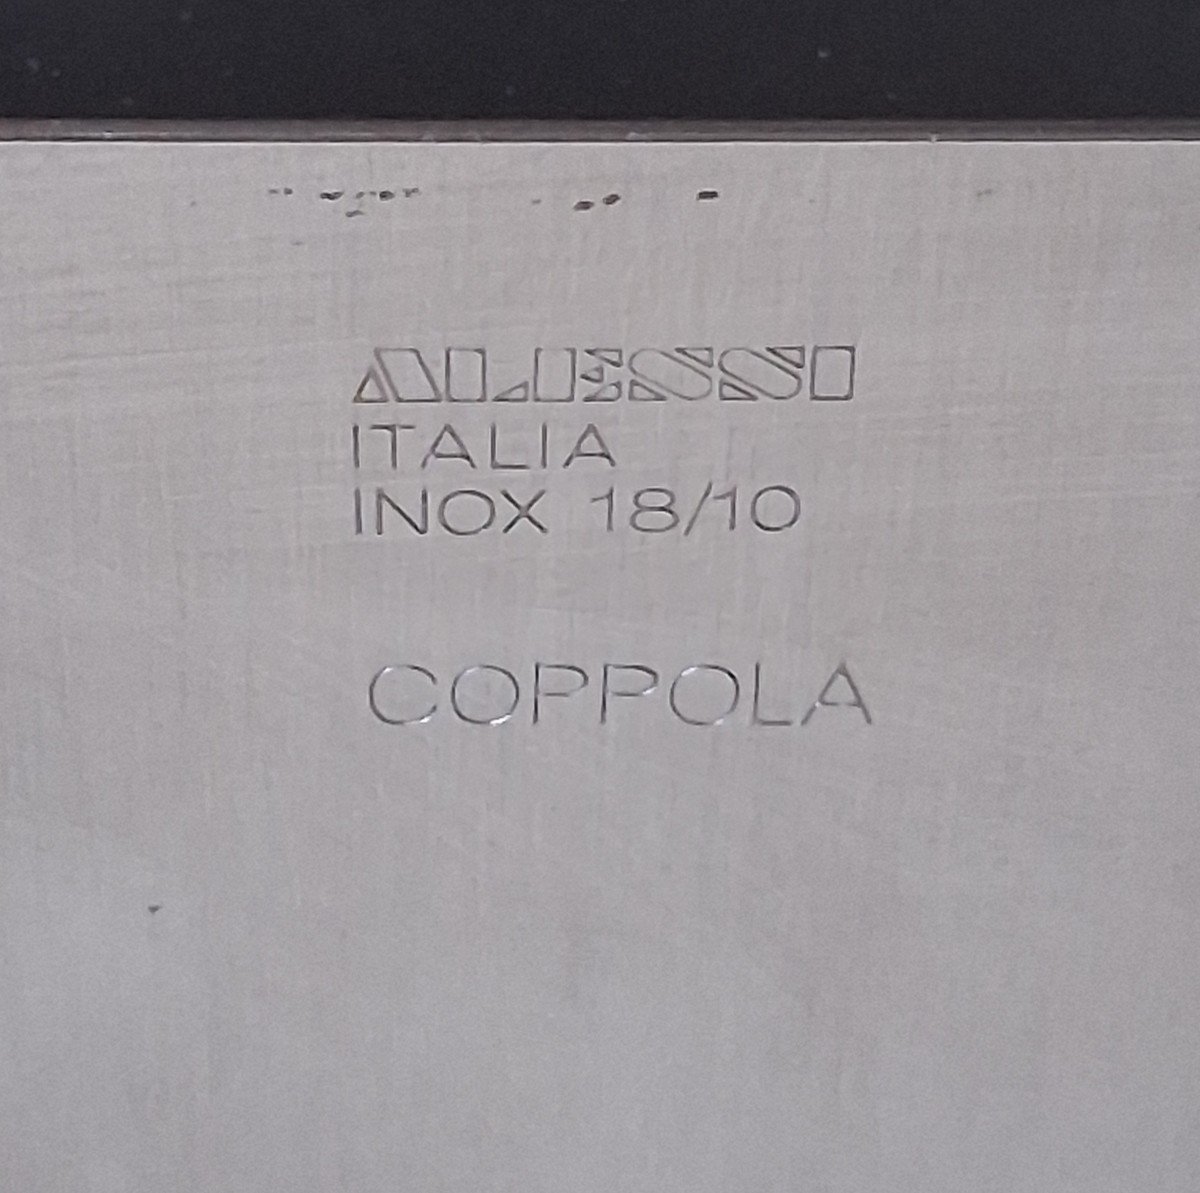 ALESSI
ITALIA
INOX 18/10
COPPOLA